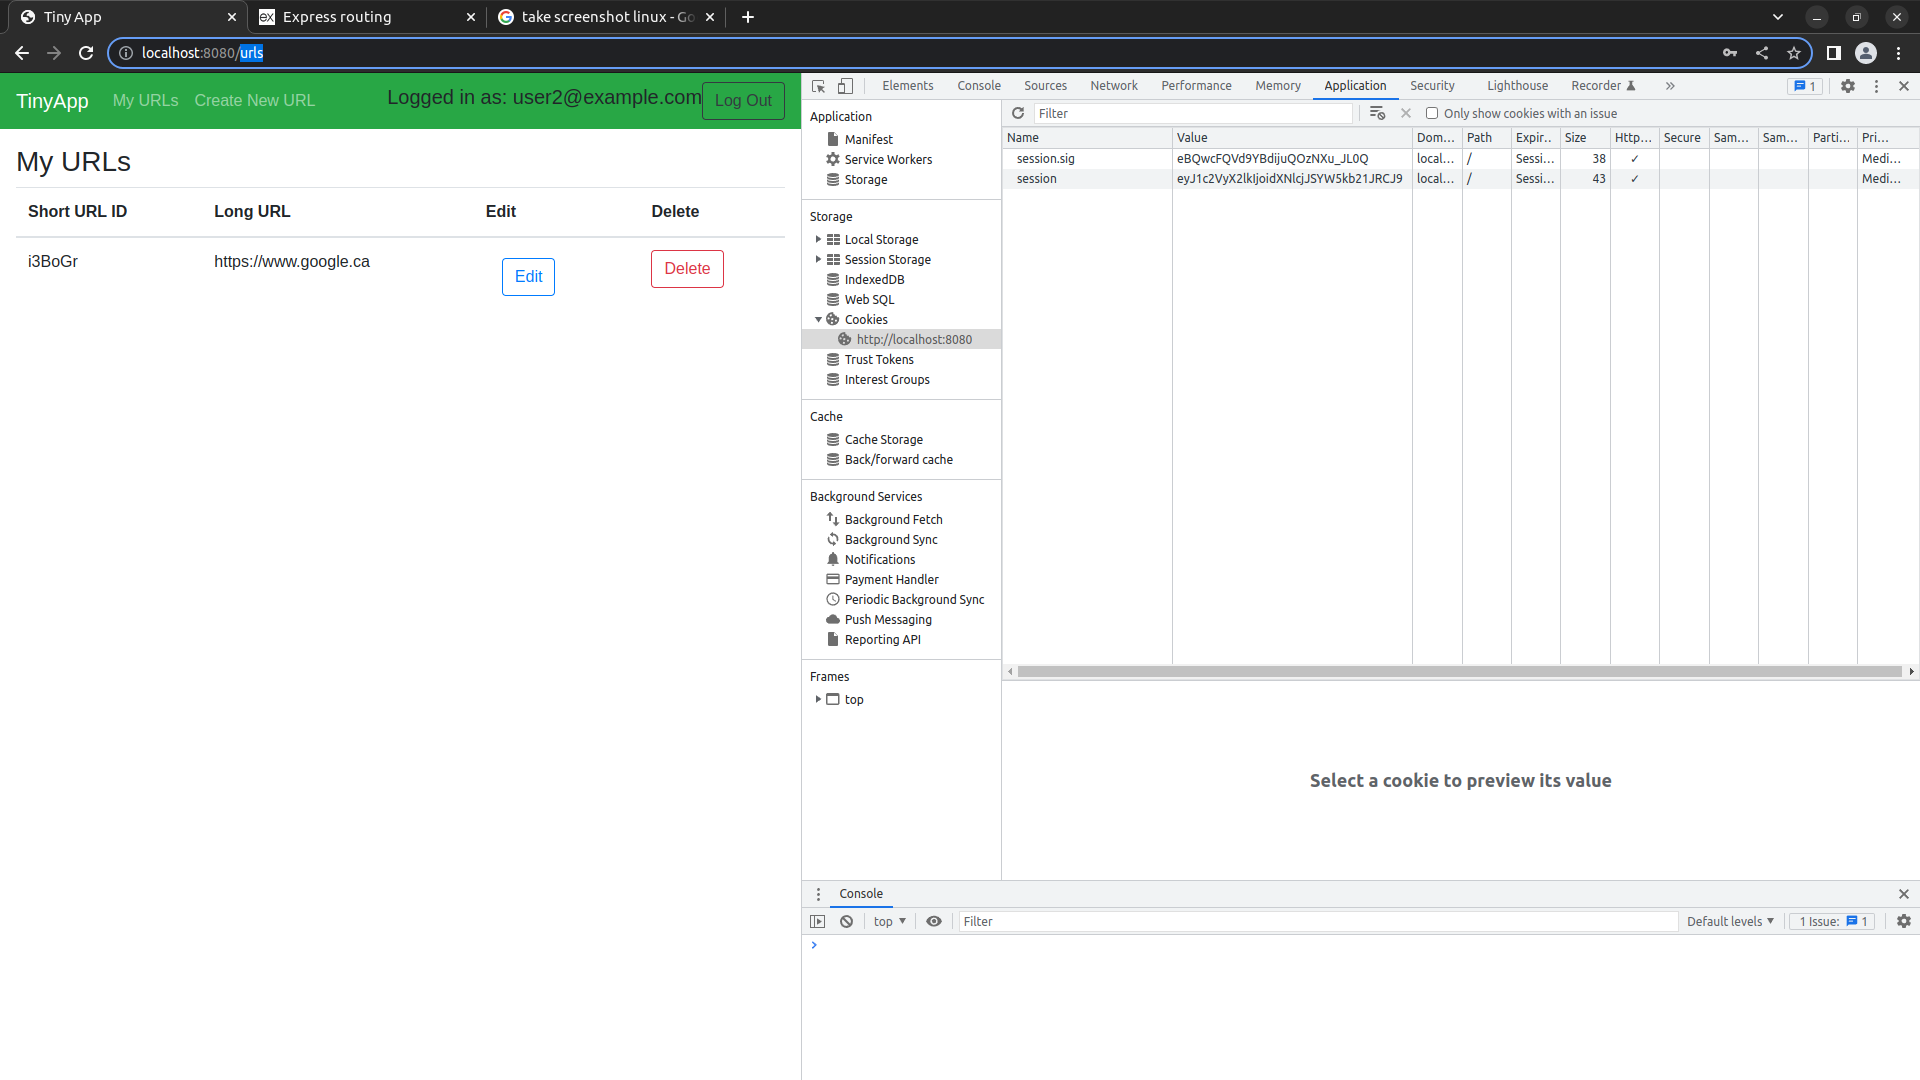 Tiny App
Express routing
take screenshot linux - Go
localhost:8080/urls
TinyApp My URLs Create New URL Logged in as: user2@example.com Log Out
My URLs
Short URL ID Long URL Edit Delete
i3BoGr https://www.google.ca Edit Delete
Elements Console Sources Network Performance Memory Application Security Lighthouse Recorder 1
Application
Manifest
Service Workers
Storage
Storage
Local Storage
Session Storage
IndexedDB
Web SQL
Cookies
http://localhost:8080
Trust Tokens
Interest Groups
Cache
Cache Storage
Back/forward cache
Background Services
Background Fetch
Background Sync
Notifications
Payment Handler
Periodic Background Sync
Push Messaging
Reporting API
Frames
top
Filter Only show cookies with an issue
Name Value Dom... Path Expir.. Size Http... Secure Sam... Sam... Parti... Pri...
session.sig eBQwcFQVd9YBdijuQOzNXu_JL0Q local... / Sessi... 38 ✓ Medi...
session eyJ1c2VyX2lkIjoidXNlcjJSYW5kb21JRCJ9 local... / Sessi... 43 ✓ Medi...
Select a cookie to preview its value
Console
top Filter Default levels 1 Issue: 1